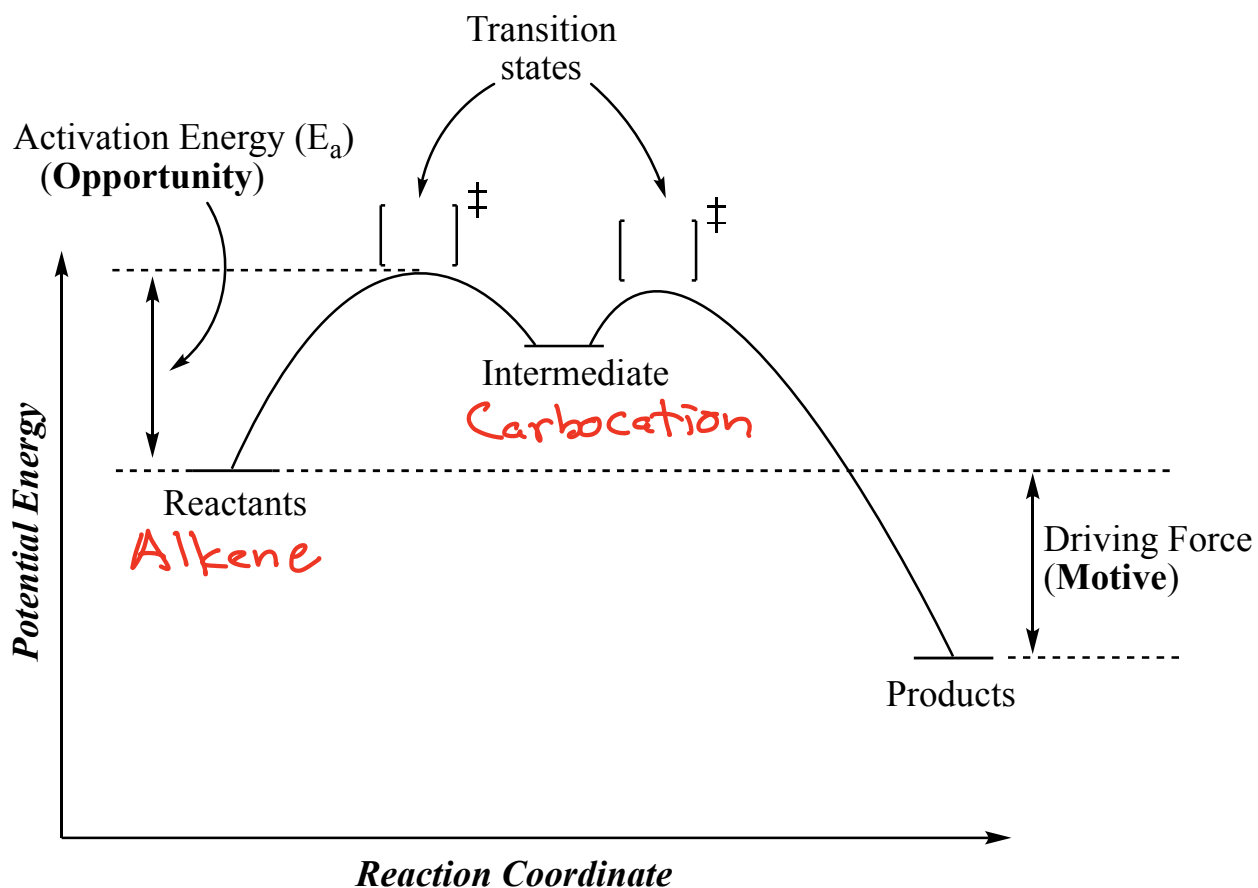 Transition
states
Activation Energy (Ea)
(Opportunity)
‡
‡
Intermediate
Carbocation
Reactants
Alkene
Driving Force
(Motive)
Products
Potential Energy
Reaction Coordinate